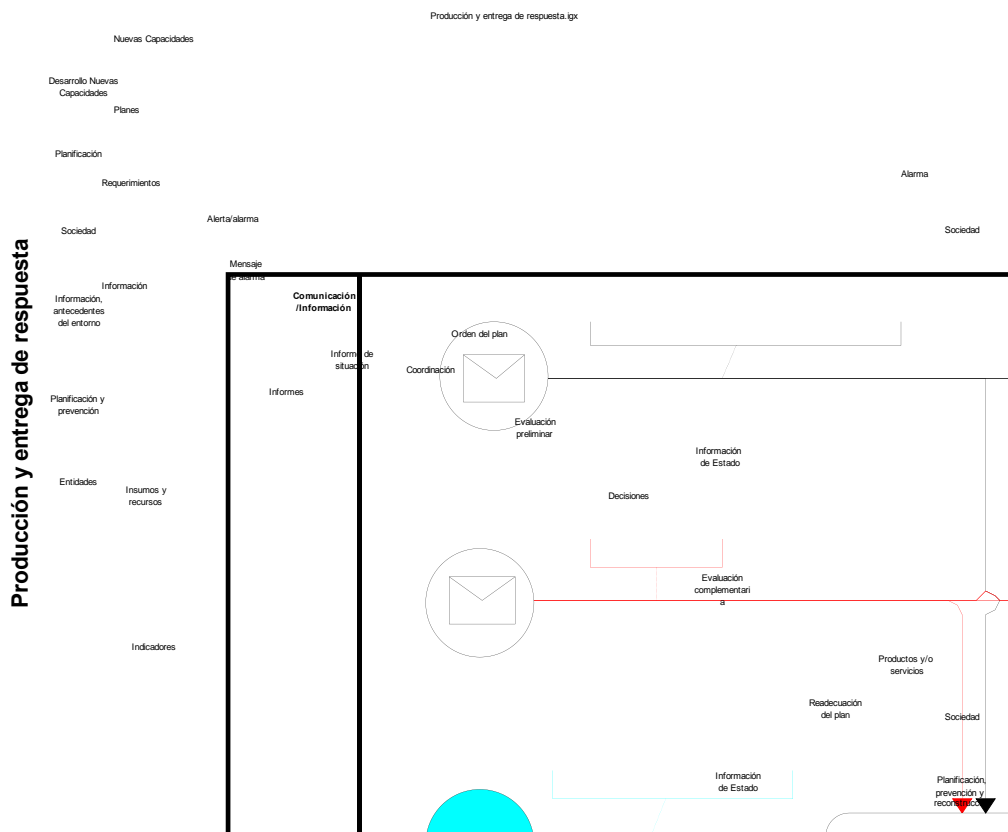 Producción y entrega de respuesta.igx
Nuevas Capacidades
Desarrollo Nuevas
Capacidades
Planes
Planificación
Requerimientos
Alarma
Alerta/alarma
Sociedad
Sociedad
Producción y entrega de respuesta
Mensaje
de alarma
Información
Información,
antecedentes
del entorno
Comunicación
/Información
Orden del plan
Informe de
situación
Coordinación
Informes
Planificación y
prevención
Evaluación
preliminar
Información
de Estado
Entidades
Insumos y
recursos
Decisiones
Evaluación
complementari
a
Indicadores
Productos y/o
servicios
Readecuación
del plan
Sociedad
Información
de Estado
Planificación,
prevención y
reconstrucción